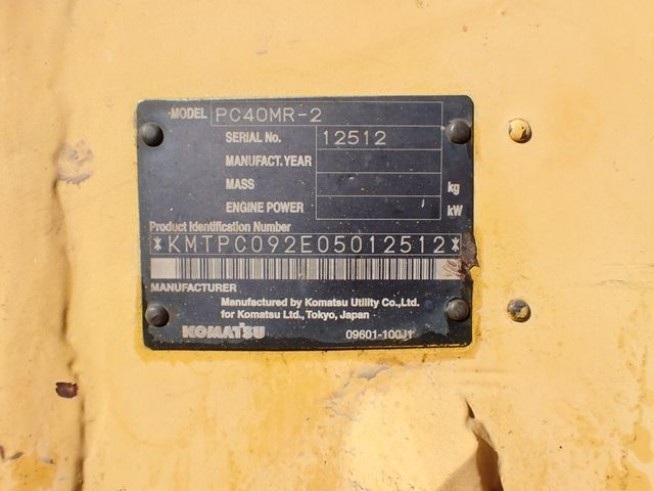 MODEL PC40MR-2
SERIAL No. 12512
MANUFACT. YEAR
MASS kg
ENGINE POWER kW
Product Identification Number
*KMTPC092E05012512*
MANUFACTURER
Manufactured by Komatsu Utility Co.,Ltd.
for Komatsu Ltd., Tokyo, Japan
KOMATSU 09601-100J1